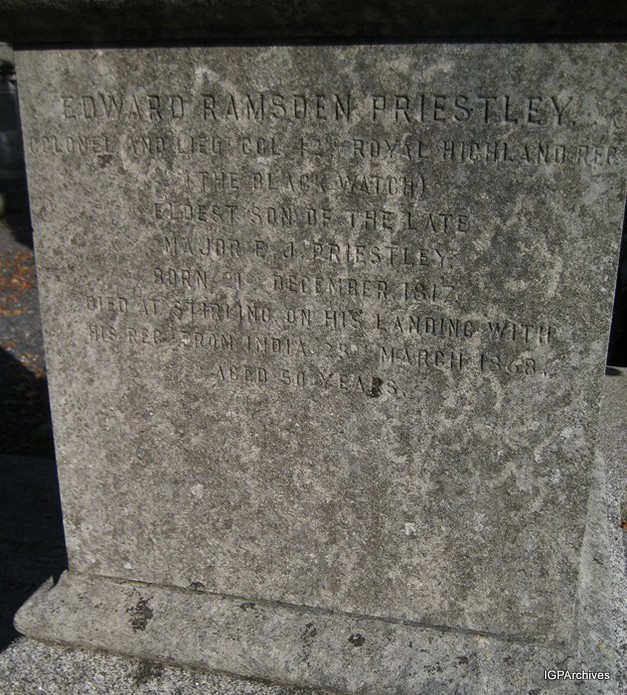 EDWARD RAMSDEN PRIESTLEY,
COLONEL AND LIEUT COL 42ND ROYAL HIGHLAND REGT
(THE BLACK WATCH)
ELDEST SON OF THE LATE
MAJOR E. J. PRIESTLEY.
BORN DECEMBER 1817
DIED AT STIRLING ON HIS LANDING WITH
HIS REGT FROM INDIA 25TH MARCH 1868.
AGED 50 YEARS.
IGPArchives